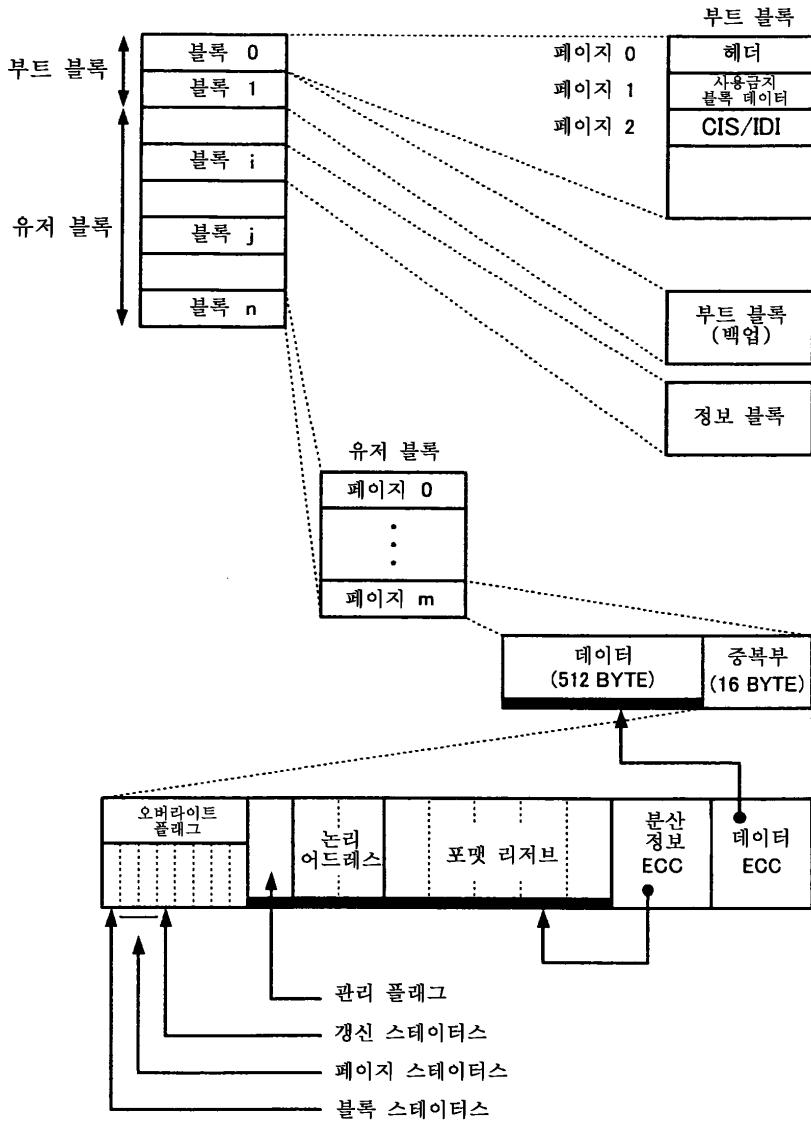 부트 블록
유저 블록
블록 0
블록 1
블록 i
블록 j
블록 n
부트 블록
페이지 0
페이지 1
페이지 2
헤더
사용금지
블록 데이터
CIS/IDI
부트 블록
(백업)
정보 블록
유저 블록
페이지 0
페이지 m
데이터
(512 BYTE)
중복부
(16 BYTE)
오버라이트
플래그
논리
어드레스
포맷 리저브
분산
정보
ECC
데이터
ECC
관리 플래그
갱신 스테이터스
페이지 스테이터스
블록 스테이터스